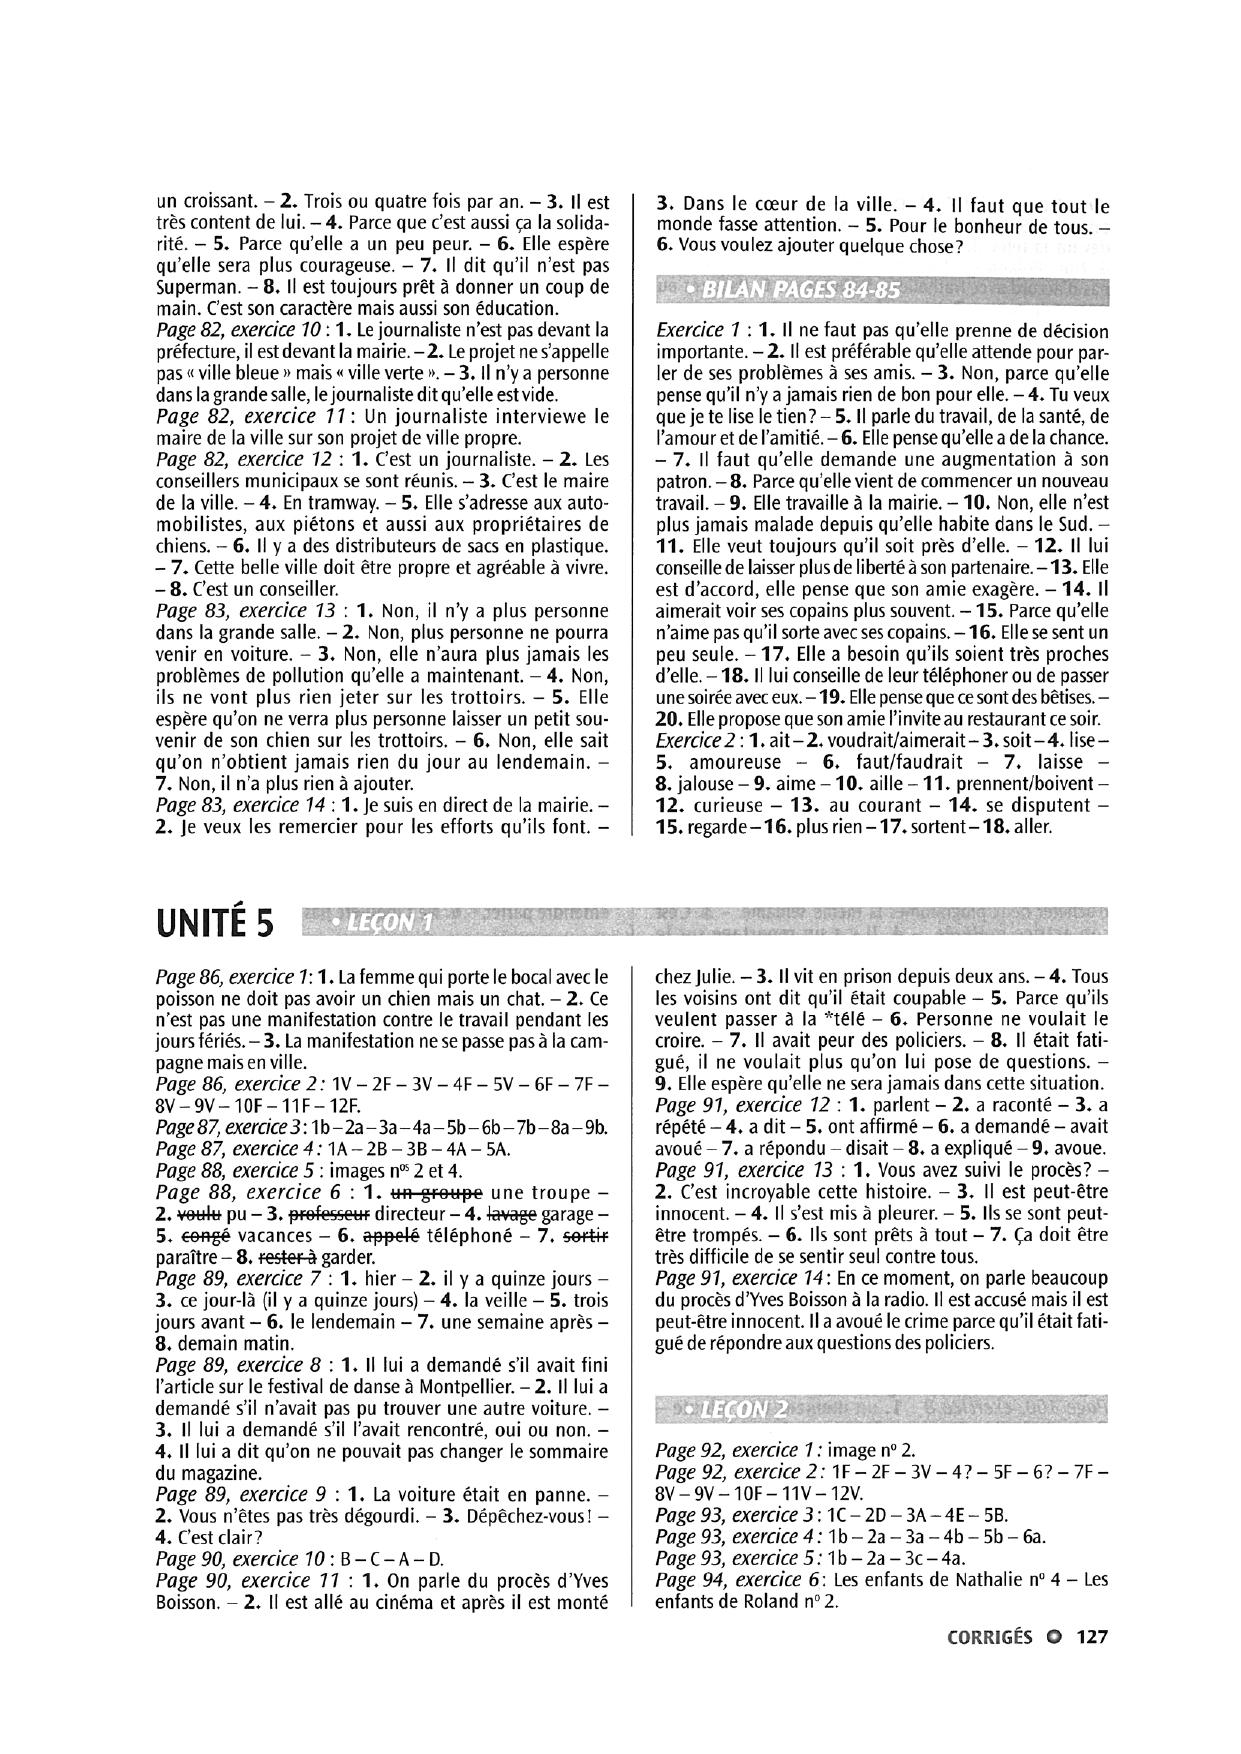 un croissant. – 2. Trois ou quatre fois par an. – 3. Il est
très content de lui. – 4. Parce que c'est aussi ça la solida-
rité. – 5. Parce qu'elle a un peu peur. – 6. Elle espère
qu'elle sera plus courageuse. – 7. Il dit qu'il n'est pas
Superman. – 8. Il est toujours prêt à donner un coup de
main. C'est son caractère mais aussi son éducation.
Page 82, exercice 10 : 1. Le journaliste n'est pas devant la
préfecture, il est devant la mairie. – 2. Le projet ne s'appelle
pas « ville bleue » mais « ville verte ». – 3. Il n'y a personne
dans la grande salle, le journaliste dit qu'elle est vide.
Page 82, exercice 11 : Un journaliste interviewe le
maire de la ville sur son projet de ville propre.
Page 82, exercice 12 : 1. C'est un journaliste. – 2. Les
conseillers municipaux se sont réunis. – 3. C'est le maire
de la ville. – 4. En tramway. – 5. Elle s'adresse aux auto-
mobilistes, aux piétons et aussi aux propriétaires de
chiens. – 6. Il y a des distributeurs de sacs en plastique.
– 7. Cette belle ville doit être propre et agréable à vivre.
– 8. C'est un conseiller.
Page 83, exercice 13 : 1. Non, il n'y a plus personne
dans la grande salle. – 2. Non, plus personne ne pourra
venir en voiture. – 3. Non, elle n'aura plus jamais les
problèmes de pollution qu'elle a maintenant. – 4. Non,
ils ne vont plus rien jeter sur les trottoirs. – 5. Elle
espère qu'on ne verra plus personne laisser un petit sou-
venir de son chien sur les trottoirs. – 6. Non, elle sait
qu'on n'obtient jamais rien du jour au lendemain. –
7. Non, il n'a plus rien à ajouter.
Page 83, exercice 14 : 1. Je suis en direct de la mairie. –
2. Je veux les remercier pour les efforts qu'ils font. –
3. Dans le cœur de la ville. – 4. Il faut que tout le
monde fasse attention. – 5. Pour le bonheur de tous. –
6. Vous voulez ajouter quelque chose ?
• BILAN PAGES 84-85
Exercice 1 : 1. Il ne faut pas qu'elle prenne de décision
importante. – 2. Il est préférable qu'elle attende pour par-
ler de ses problèmes à ses amis. – 3. Non, parce qu'elle
pense qu'il n'y a jamais rien de bon pour elle. – 4. Tu veux
que je te lise le tien ? – 5. Il parle du travail, de la santé, de
l'amour et de l'amitié. – 6. Elle pense qu'elle a de la chance.
– 7. Il faut qu'elle demande une augmentation à son
patron. – 8. Parce qu'elle vient de commencer un nouveau
travail. – 9. Elle travaille à la mairie. – 10. Non, elle n'est
plus jamais malade depuis qu'elle habite dans le Sud. –
11. Elle veut toujours qu'il soit près d'elle. – 12. Il lui
conseille de laisser plus de liberté à son partenaire. – 13. Elle
est d'accord, elle pense que son amie exagère. – 14. Il
aimerait voir ses copains plus souvent. – 15. Parce qu'elle
n'aime pas qu'il sorte avec ses copains. – 16. Elle se sent un
peu seule. – 17. Elle a besoin qu'ils soient très proches
d'elle. – 18. Il lui conseille de leur téléphoner ou de passer
une soirée avec eux. – 19. Elle pense que ce sont des bêtises. –
20. Elle propose que son amie l'invite au restaurant ce soir.
Exercice 2 : 1. ait – 2. voudrait/aimerait – 3. soit – 4. lise –
5. amoureuse – 6. faut/faudrait – 7. laisse –
8. jalouse – 9. aime – 10. aille – 11. prennent/boivent –
12. curieuse – 13. au courant – 14. se disputent –
15. regarde – 16. plus rien – 17. sortent – 18. aller.
UNITÉ 5 • LEÇON 1
Page 86, exercice 1 : 1. La femme qui porte le bocal avec le
poisson ne doit pas avoir un chien mais un chat. – 2. Ce
n'est pas une manifestation contre le travail pendant les
jours fériés. – 3. La manifestation ne se passe pas à la cam-
pagne mais en ville.
Page 86, exercice 2 : 1V – 2F – 3V – 4F – 5V – 6F – 7F –
8V – 9V – 10F – 11F – 12F.
Page 87, exercice 3 : 1b – 2a – 3a – 4a – 5b – 6b – 7b – 8a – 9b.
Page 87, exercice 4 : 1A – 2B – 3B – 4A – 5A.
Page 88, exercice 5 : images nos 2 et 4.
Page 88, exercice 6 : 1. un groupe une troupe –
2. voulu pu – 3. professeur directeur – 4. lavage garage –
5. congé vacances – 6. appelé téléphoné – 7. sortir
paraître – 8. rester à garder.
Page 89, exercice 7 : 1. hier – 2. il y a quinze jours –
3. ce jour-là (il y a quinze jours) – 4. la veille – 5. trois
jours avant – 6. le lendemain – 7. une semaine après –
8. demain matin.
Page 89, exercice 8 : 1. Il lui a demandé s'il avait fini
l'article sur le festival de danse à Montpellier. – 2. Il lui a
demandé s'il n'avait pas pu trouver une autre voiture. –
3. Il lui a demandé s'il l'avait rencontré, oui ou non. –
4. Il lui a dit qu'on ne pouvait pas changer le sommaire
du magazine.
Page 89, exercice 9 : 1. La voiture était en panne. –
2. Vous n'êtes pas très dégourdi. – 3. Dépêchez-vous ! –
4. C'est clair ?
Page 90, exercice 10 : B – C – A – D.
Page 90, exercice 11 : 1. On parle du procès d'Yves
Boisson. – 2. Il est allé au cinéma et après il est monté
chez Julie. – 3. Il vit en prison depuis deux ans. – 4. Tous
les voisins ont dit qu'il était coupable – 5. Parce qu'ils
veulent passer à la *télé – 6. Personne ne voulait le
croire. – 7. Il avait peur des policiers. – 8. Il était fati-
gué, il ne voulait plus qu'on lui pose de questions. –
9. Elle espère qu'elle ne sera jamais dans cette situation.
Page 91, exercice 12 : 1. parlent – 2. a raconté – 3. a
répété – 4. a dit – 5. ont affirmé – 6. a demandé – avait
avoué – 7. a répondu – disait – 8. a expliqué – 9. avoue.
Page 91, exercice 13 : 1. Vous avez suivi le procès ? –
2. C'est incroyable cette histoire. – 3. Il est peut-être
innocent. – 4. Il s'est mis à pleurer. – 5. Ils se sont peut-
être trompés. – 6. Ils sont prêts à tout – 7. Ça doit être
très difficile de se sentir seul contre tous.
Page 91, exercice 14 : En ce moment, on parle beaucoup
du procès d'Yves Boisson à la radio. Il est accusé mais il est
peut-être innocent. Il a avoué le crime parce qu'il était fati-
gué de répondre aux questions des policiers.
• LEÇON 2
Page 92, exercice 1 : image no 2.
Page 92, exercice 2 : 1F – 2F – 3V – 4? – 5F – 6? – 7F –
8V – 9V – 10F – 11V – 12V.
Page 93, exercice 3 : 1C – 2D – 3A – 4E – 5B.
Page 93, exercice 4 : 1b – 2a – 3a – 4b – 5b – 6a.
Page 93, exercice 5 : 1b – 2a – 3c – 4a.
Page 94, exercice 6 : Les enfants de Nathalie no 4 – Les
enfants de Roland no 2.
CORRIGÉS 127